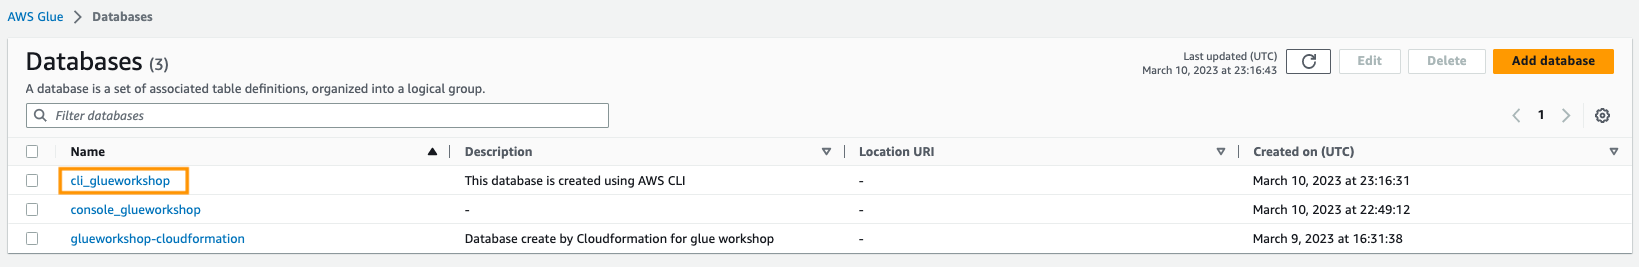 AWS Glue > Databases
Databases (3)
Last updated (UTC)
March 10, 2023 at 23:16:43
Edit
Delete
Add database
A database is a set of associated table definitions, organized into a logical group.
Filter databases
1
Name Description Location URI Created on (UTC)
cli_glueworkshop This database is created using AWS CLI - March 10, 2023 at 23:16:31
console_glueworkshop - - March 10, 2023 at 22:49:12
glueworkshop-cloudformation Database create by Cloudformation for glue workshop - March 9, 2023 at 16:31:38